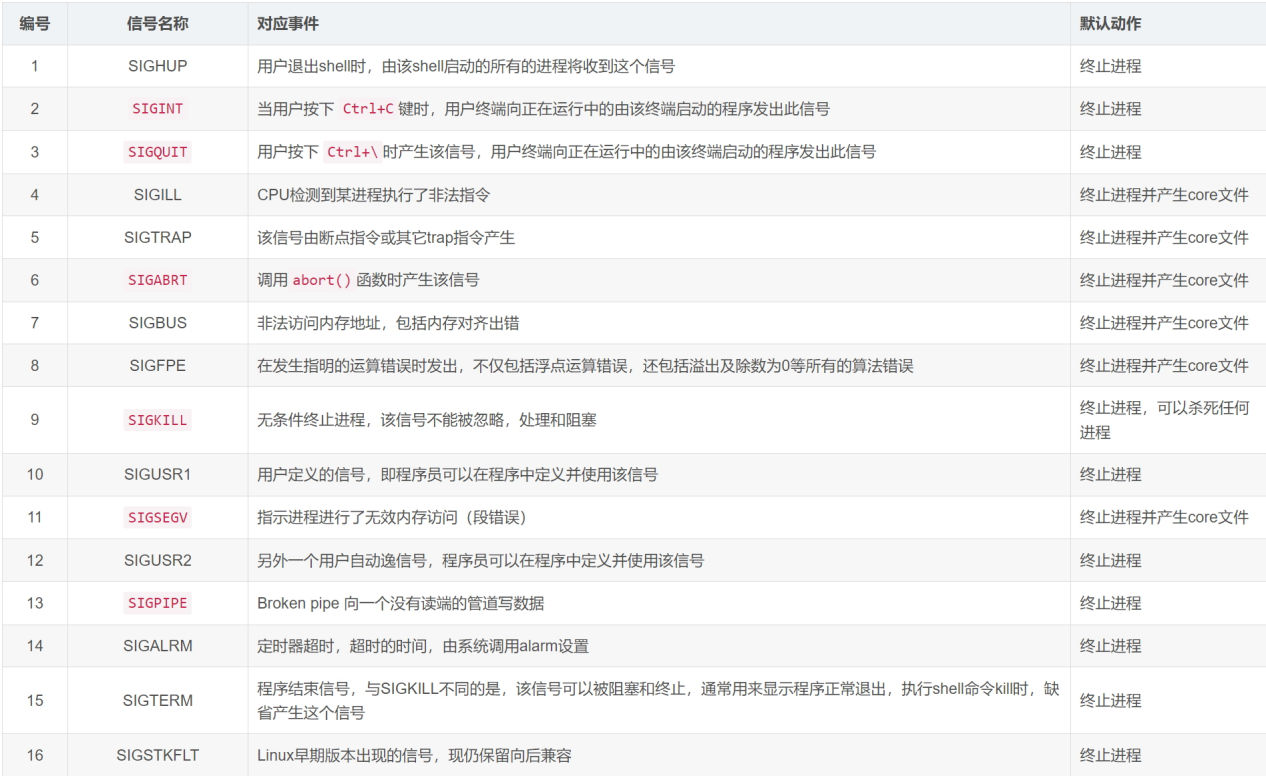 编号 信号名称 对应事件 默认动作
1 SIGHUP 用户退出shell时，由该shell启动的所有的进程将收到这个信号 终止进程
2 SIGINT 当用户按下 Ctrl+C 键时，用户终端向正在运行中的由该终端启动的程序发出此信号 终止进程
3 SIGQUIT 用户按下 Ctrl+\ 时产生该信号，用户终端向正在运行中的由该终端启动的程序发出此信号 终止进程
4 SIGILL CPU检测到某进程执行了非法指令 终止进程并产生core文件
5 SIGTRAP 该信号由断点指令或其它trap指令产生 终止进程并产生core文件
6 SIGABRT 调用 abort() 函数时产生该信号 终止进程并产生core文件
7 SIGBUS 非法访问内存地址，包括内存对齐出错 终止进程并产生core文件
8 SIGFPE 在发生指明的运算错误时发出，不仅包括浮点运算错误，还包括溢出及除数为0等所有的算法错误 终止进程并产生core文件
9 SIGKILL 无条件终止进程，该信号不能被忽略，处理和阻塞 终止进程，可以杀死任何
进程
10 SIGUSR1 用户定义的信号，即程序员可以在程序中定义并使用该信号 终止进程
11 SIGSEGV 指示进程进行了无效内存访问（段错误） 终止进程并产生core文件
12 SIGUSR2 另外一个用户自动逸信号，程序员可以在程序中定义并使用该信号 终止进程
13 SIGPIPE Broken pipe 向一个没有读端的管道写数据 终止进程
14 SIGALRM 定时器超时，超时的时间，由系统调用alarm设置 终止进程
15 SIGTERM 程序结束信号，与SIGKILL不同的是，该信号可以被阻塞和终止，通常用来显示程序正常退出，执行shell命令kill时，缺
省产生这个信号 终止进程
16 SIGSTKFLT Linux早期版本出现的信号，现仍保留向后兼容 终止进程